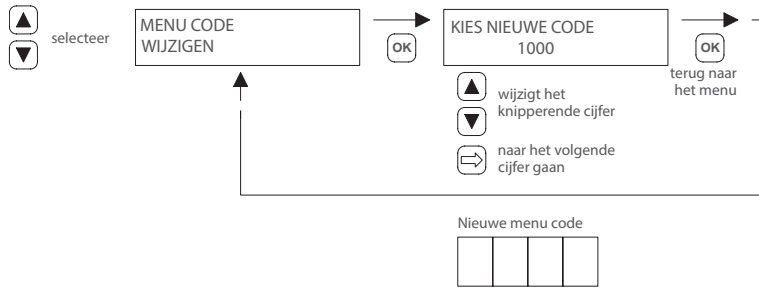 selecteer
MENU CODE
WIJZIGEN
OK
KIES NIEUWE CODE
1000
OK
terug naar
het menu
wijzigt het
knipperende cijfer
naar het volgende
cijfer gaan
Nieuwe menu code